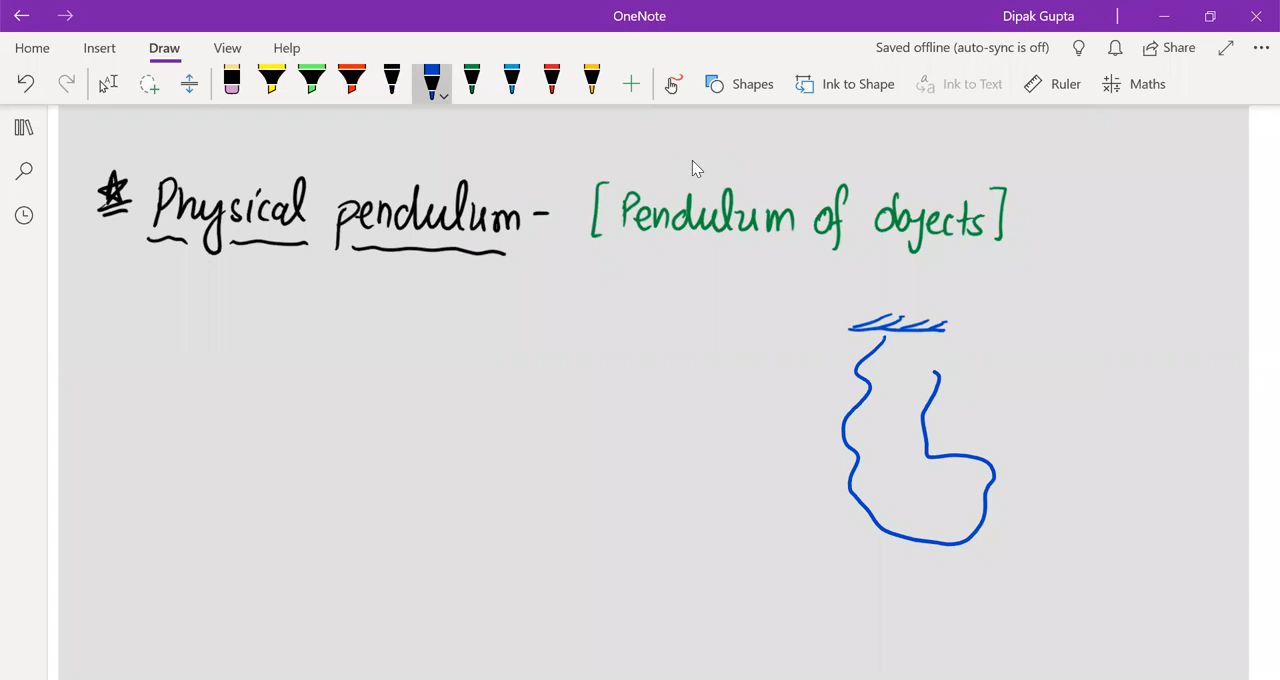 OneNote
Dipak Gupta
Home Insert Draw View Help
Saved offline (auto-sync is off) Share
Shapes Ink to Shape Ink to Text Ruler Maths
Physical pendulum - [Pendulum of objects]